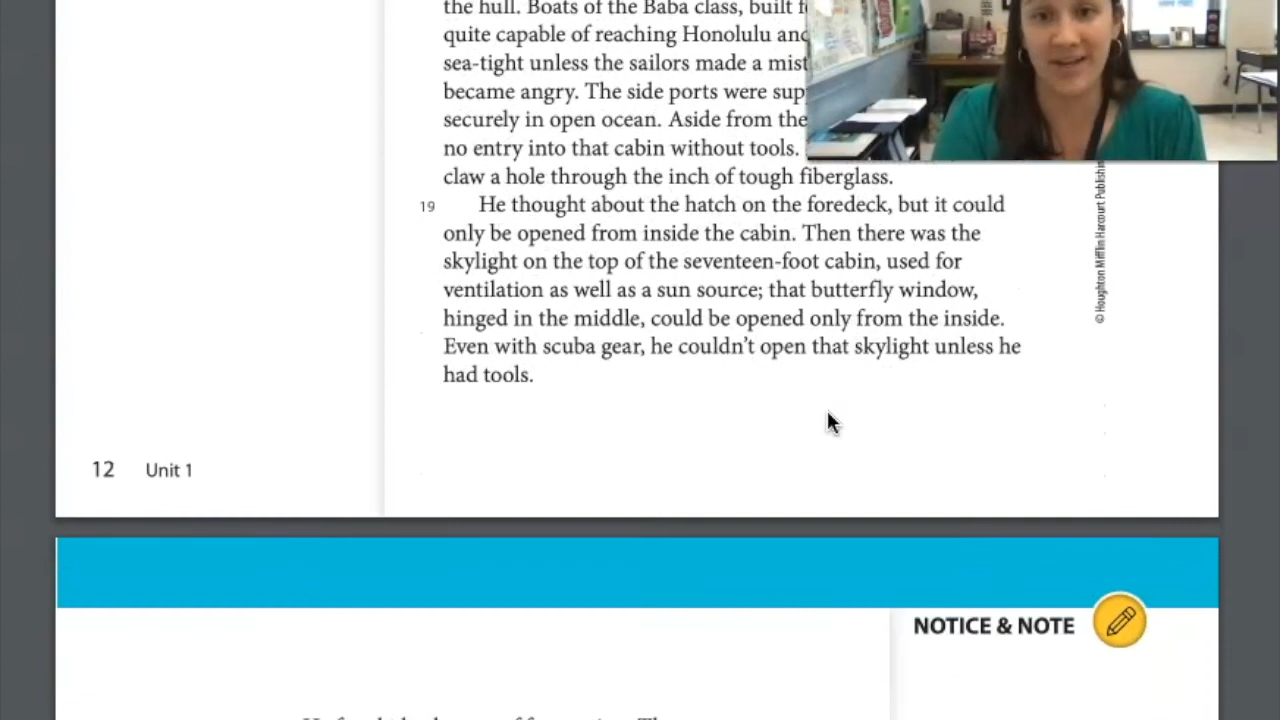 the hull. Boats of the Baba class, built
quite capable of reaching Honolulu and
sea-tight unless the sailors made a
became angry. The side ports were
securely in open ocean. Aside from the
no entry into that cabin without tools.
claw a hole through the inch of tough fiberglass.
19 He thought about the hatch on the foredeck, but it could
only be opened from inside the cabin. Then there was the
skylight on the top of the seventeen-foot cabin, used for
ventilation as well as a sun source; that butterfly window,
hinged in the middle, could be opened only from the inside.
Even with scuba gear, he couldn't open that skylight unless he
had tools.
© Houghton Mifflin Harcourt
12 Unit 1
NOTICE & NOTE